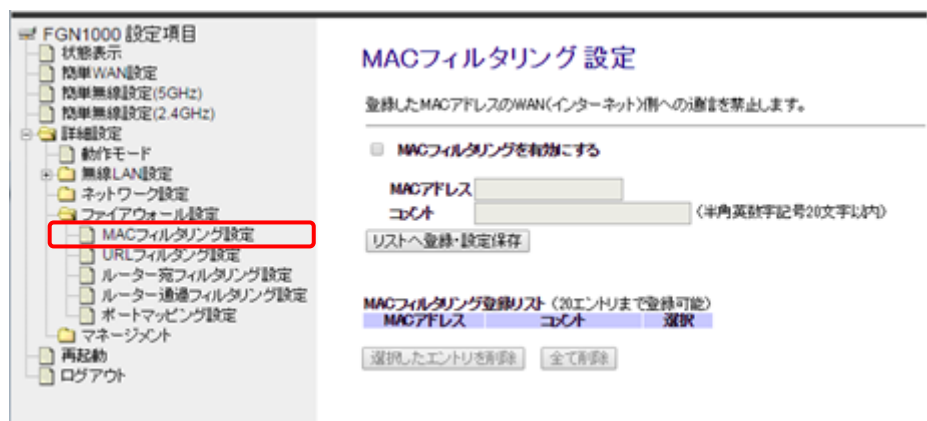 FGN1000 設定項目
状態表示
簡単WAN設定
簡単無線設定(5GHz)
簡単無線設定(2.4GHz)
詳細設定
動作モード
無線LAN設定
ネットワーク設定
ファイアウォール設定
MACフィルタリング設定
URLフィルタング設定
ルーター宛フィルタリング設定
ルーター通過フィルタリング設定
ポートマッピング設定
マネージメント
再起動
ログアウト
MACフィルタリング 設定
登録したMACアドレスのWAN(インターネット)側への通信を禁止します。
MACフィルタリングを有効にする
MACアドレス
コメント
(半角英数字記号20文字以内)
リストへ登録・設定保存
MACフィルタリング登録リスト (20エントリまで登録可能)
MACアドレス コメント 選択
選択したエントリを削除 全て削除